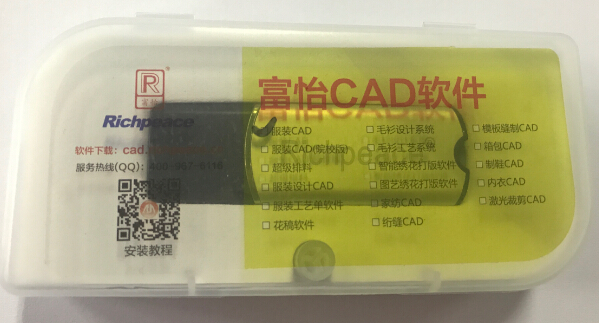 富怡CAD软件
R
富怡
Richpeace
软件下载: cad.
服务热线(QQ):
安装教程
服装CAD
服装CAD(院校版)
超级排料
服装设计CAD
服装工艺单软件
花稿软件
毛衫设计系统
毛衫工艺系统
智能绣花打版软件
图艺绣花打版软件
家纺CAD
绗缝CAD
模板缝制CAD
箱包CAD
制鞋CAD
内衣CAD
激光裁剪CAD
Richpeace